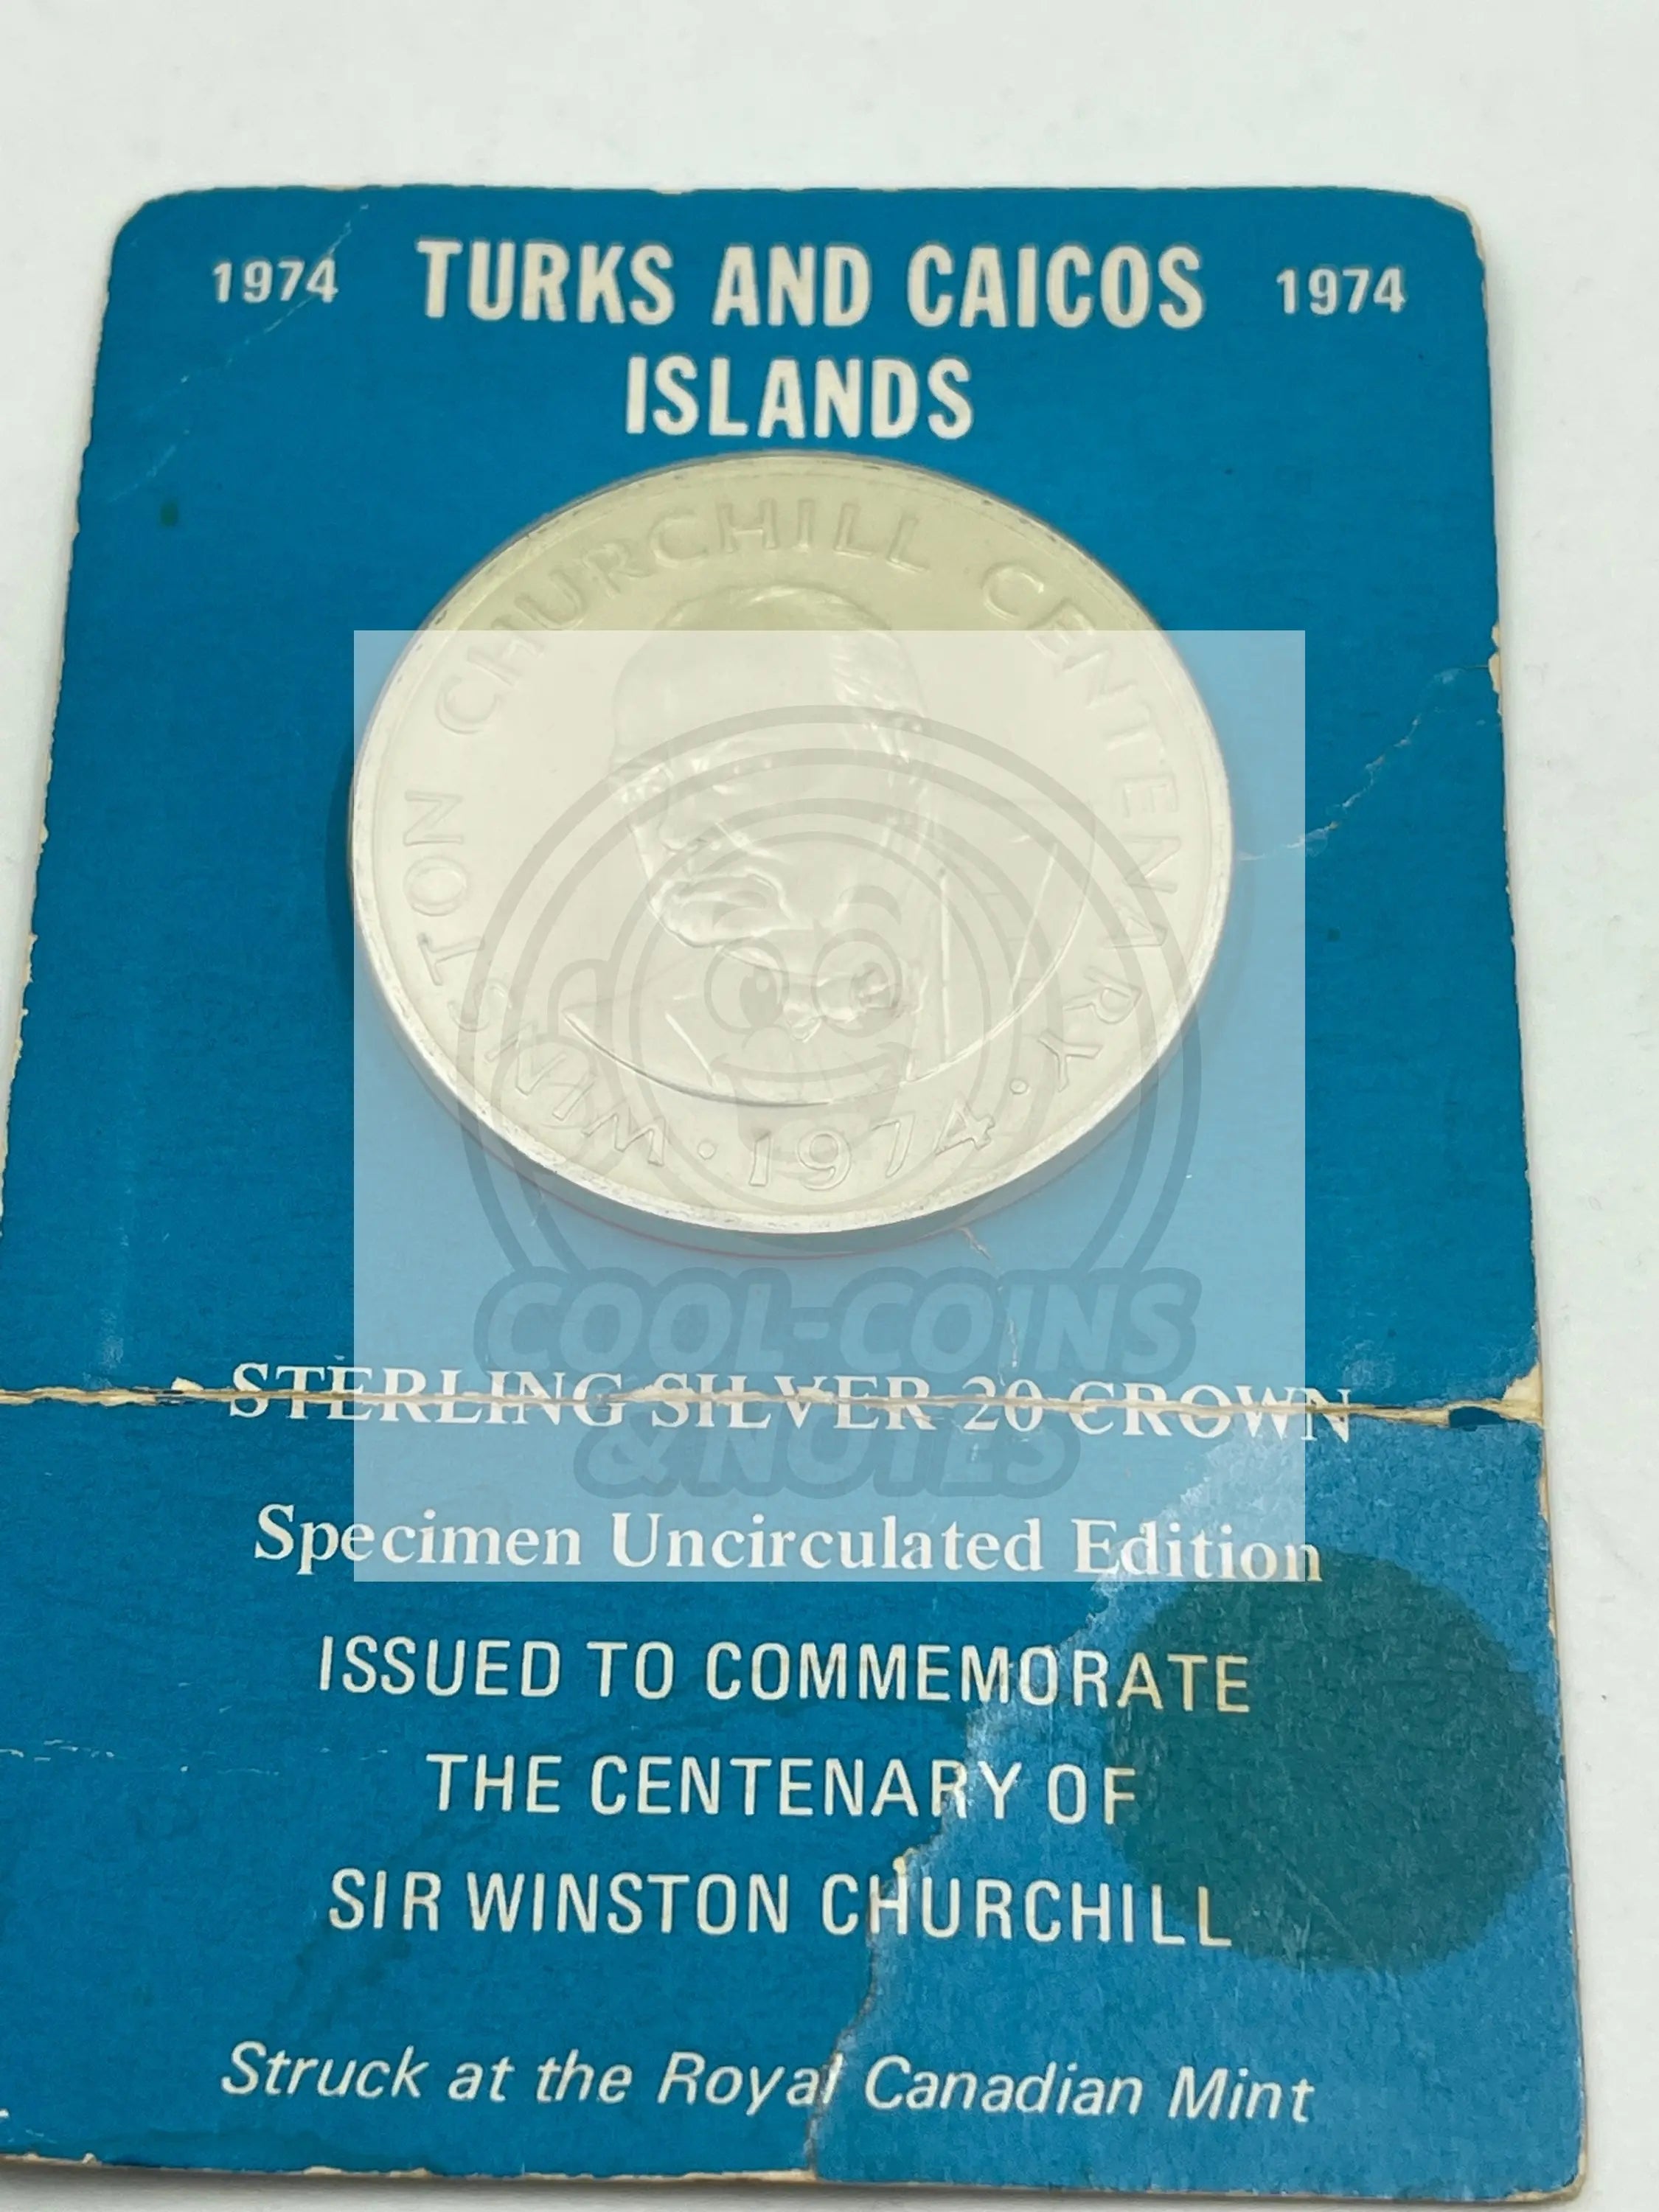 1974 TURKS AND CAICOS 1974
ISLANDS
WINSTON CHURCHILL CENTENARY
· 1974 ·
COOL-COINS
&NOTES
STERLING SILVER 20 CROWN
Specimen Uncirculated Edition
ISSUED TO COMMEMORATE
THE CENTENARY OF
SIR WINSTON CHURCHILL
Struck at the Royal Canadian Mint